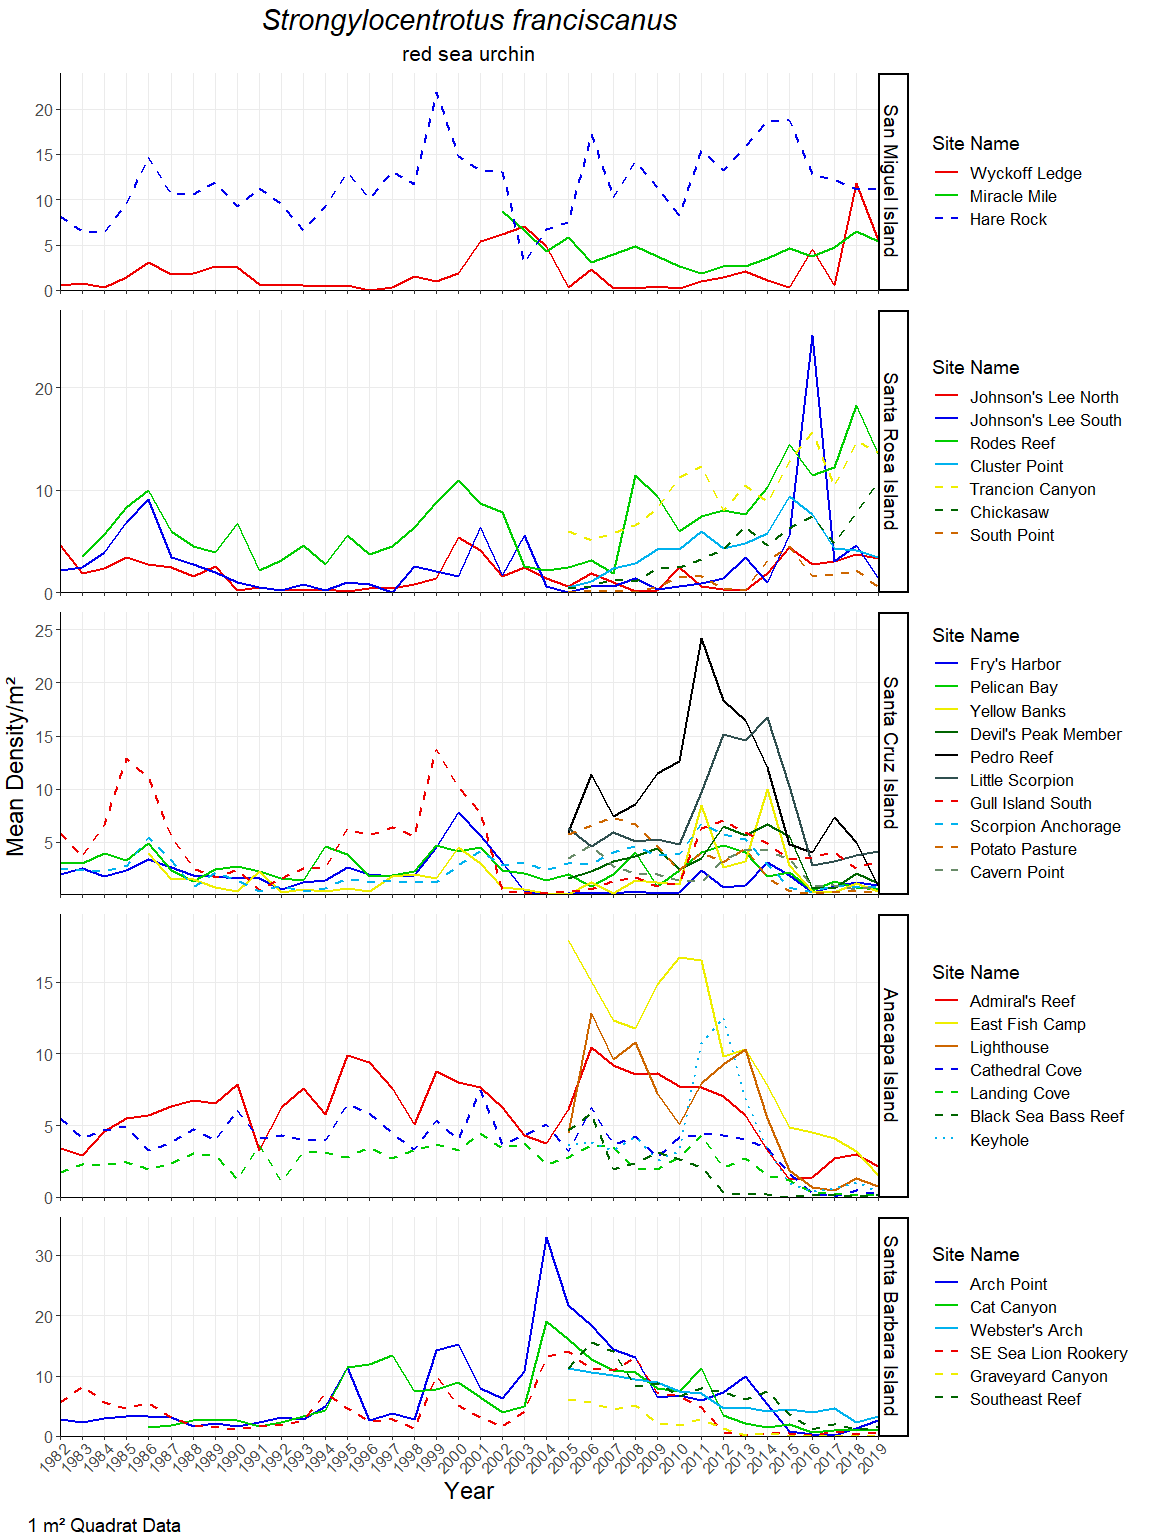 Strongylocentrotus franciscanus
red sea urchin
Mean Density/m²
20
15
10
5
0
San Miguel Island
Site Name
Wyckoff Ledge
Miracle Mile
Hare Rock
20
10
0
Santa Rosa Island
Site Name
Johnson's Lee North
Johnson's Lee South
Rodes Reef
Cluster Point
Trancion Canyon
Chickasaw
South Point
25
20
15
10
5
Santa Cruz Island
Site Name
Fry's Harbor
Pelican Bay
Yellow Banks
Devil's Peak Member
Pedro Reef
Little Scorpion
Gull Island South
Scorpion Anchorage
Potato Pasture
Cavern Point
15
10
5
0
Anacapa Island
Site Name
Admiral's Reef
East Fish Camp
Lighthouse
Cathedral Cove
Landing Cove
Black Sea Bass Reef
Keyhole
30
20
10
0
Santa Barbara Island
Site Name
Arch Point
Cat Canyon
Webster's Arch
SE Sea Lion Rookery
Graveyard Canyon
Southeast Reef
1982 1983 1984 1985 1986 1987 1988 1989 1990 1991 1992 1993 1994 1995 1996 1997 1998 1999 2000 2001 2002 2003 2004 2005 2006 2007 2008 2009 2010 2011 2012 2013 2014 2015 2016 2017 2018 2019
Year
1 m² Quadrat Data